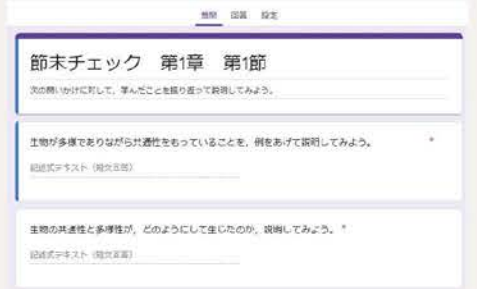 質問 回答 設定
節末チェック 第1章 第1節
次の問いかけに対して、学んだことを振り返って説明してみよう。
生物が多様でありながら共通性をもっていることを、例をあげて説明してみよう。 *
記述式テキスト（短文回答）
生物の共通性と多様性が、どのようにして生じたのか、説明してみよう。 *
記述式テキスト（短文回答）